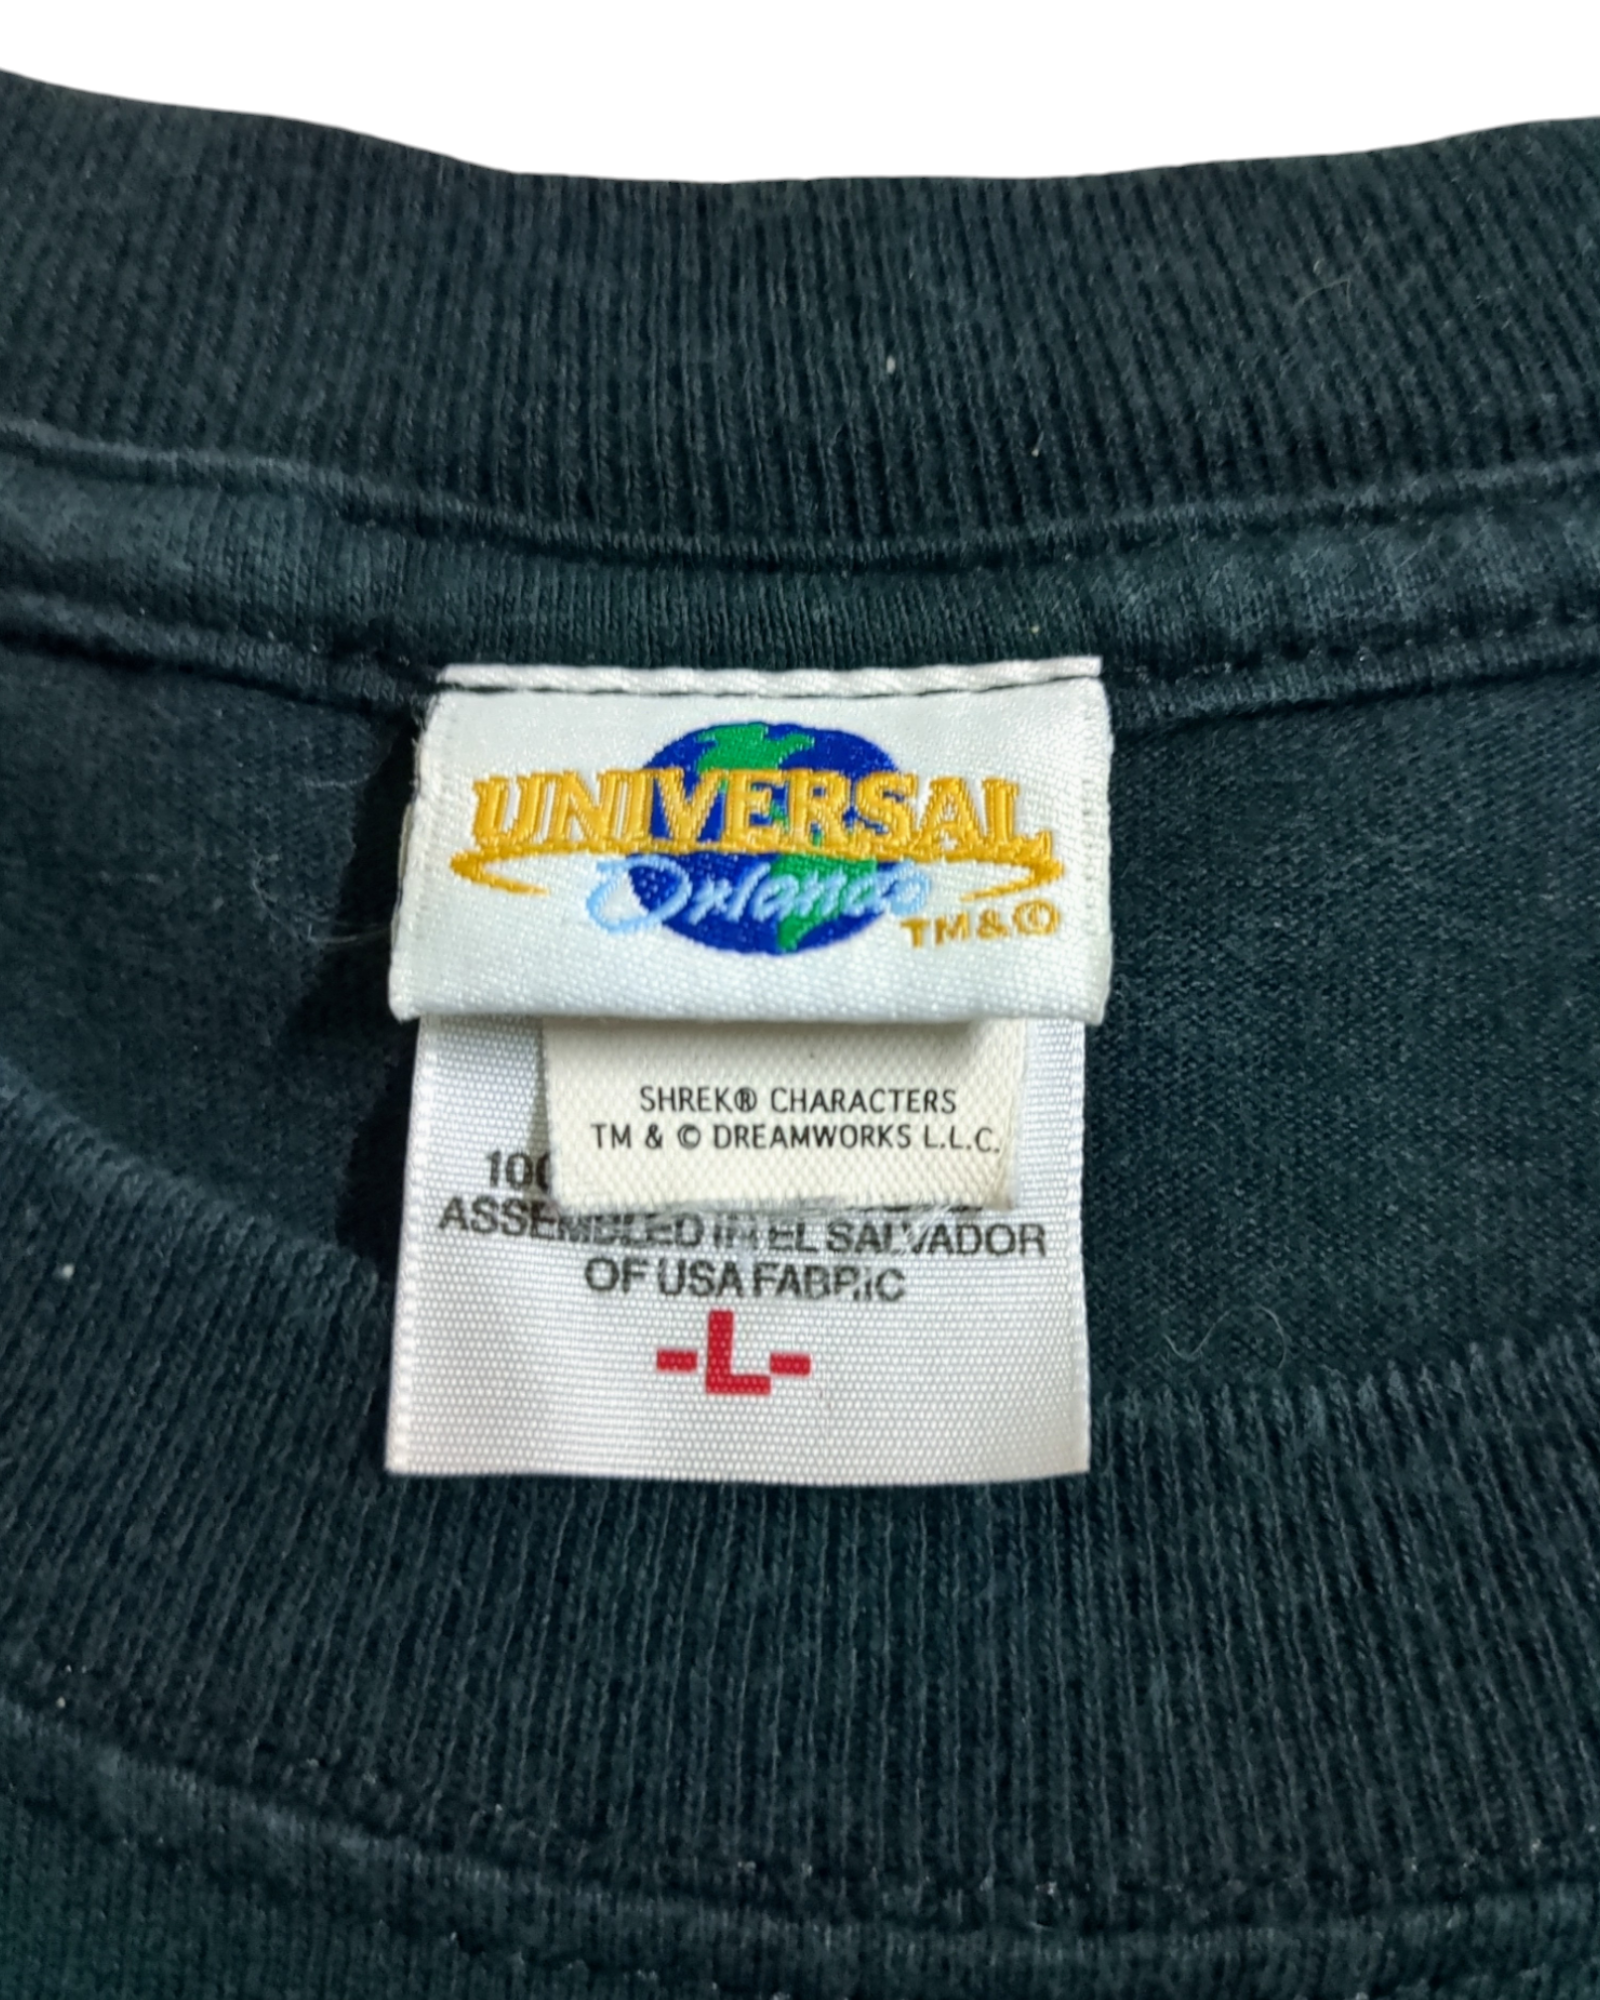 UNIVERSAL
Orlando
TM&©
SHREK® CHARACTERS
TM & © DREAMWORKS L.L.C.
ASSEMBLED IN EL SALVADOR
OF USA FABRIC
-L-